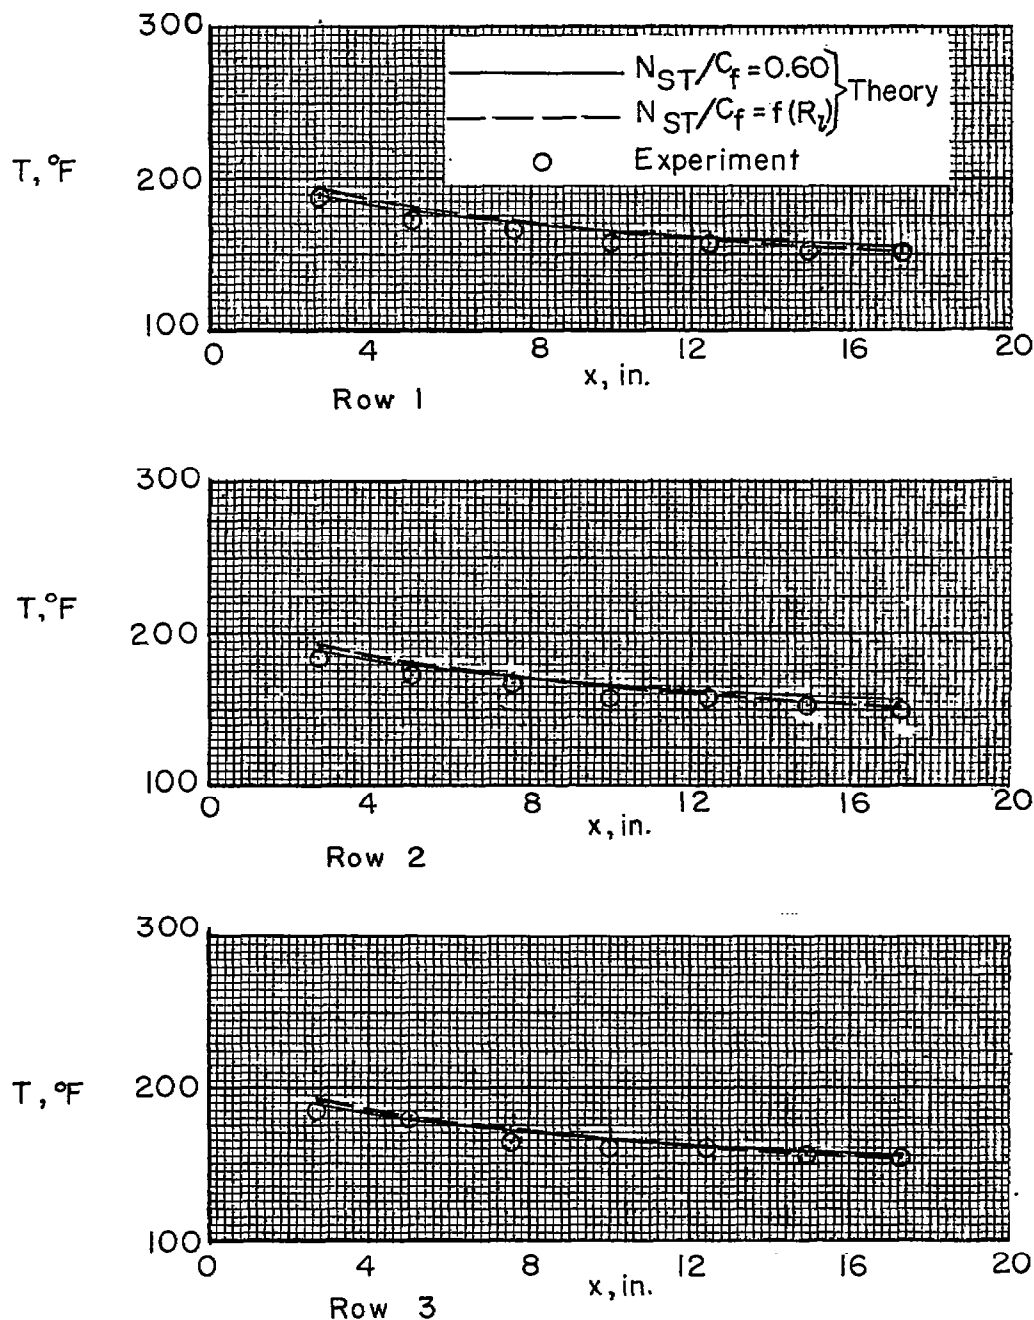 300
N_ST/C_f = 0.60
N_ST/C_f = f(R_l)
Theory
Experiment
T, °F
200
100
0 4 8 12 16 20
x, in.
Row 1
300
T, °F
200
100
0 4 8 12 16 20
x, in.
Row 2
300
T, °F
200
100
0 4 8 12 16 20
x, in.
Row 3